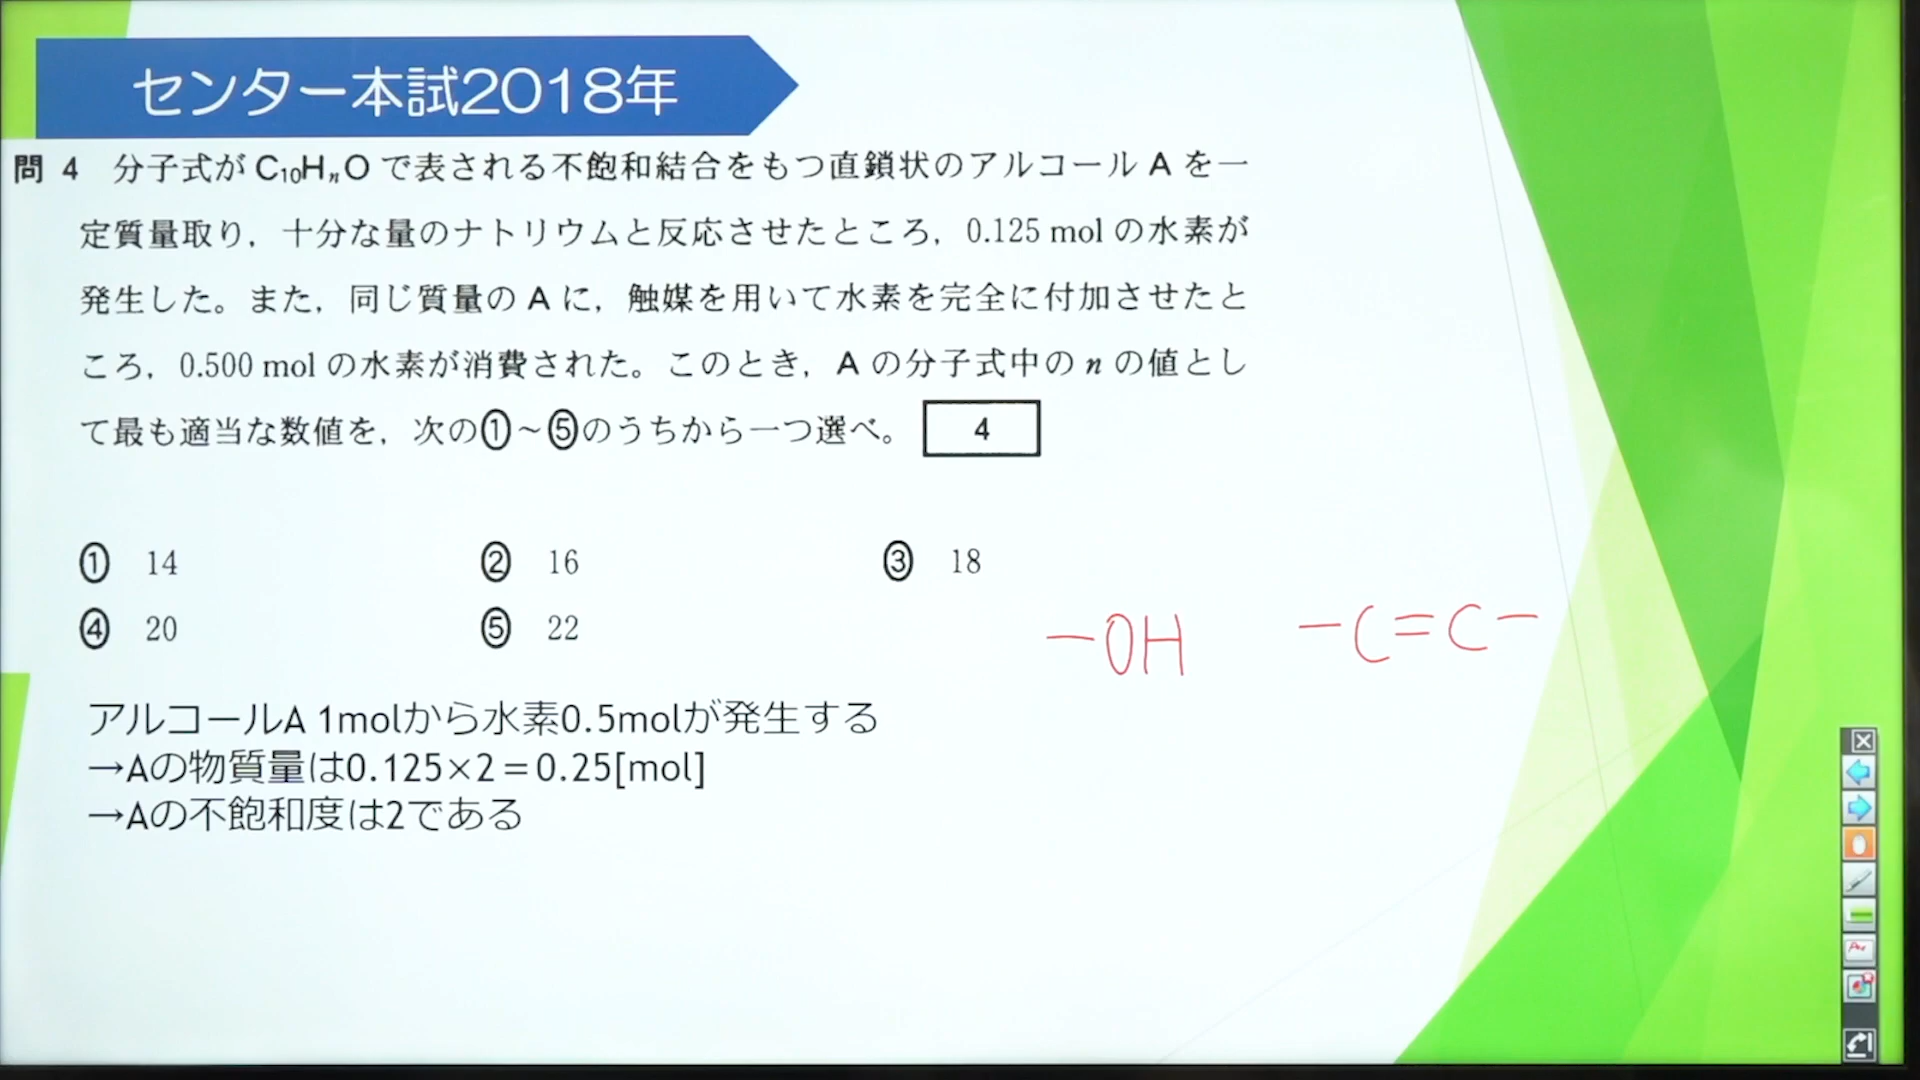 センター本試2018年
問 4 分子式が C₁₀HₙO で表される不飽和結合をもつ直鎖状のアルコール A を一
定質量取り，十分な量のナトリウムと反応させたところ，0.125 mol の水素が
発生した。また，同じ質量の A に，触媒を用いて水素を完全に付加させたと
ころ，0.500 mol の水素が消費された。このとき，A の分子式中の n の値とし
て最も適当な数値を，次の①～⑤のうちから一つ選べ。 4
① 14 ② 16 ③ 18
④ 20 ⑤ 22
－OH －C＝C－
アルコールA 1molから水素0.5molが発生する
→Aの物質量は0.125×2＝0.25[mol]
→Aの不飽和度は2である